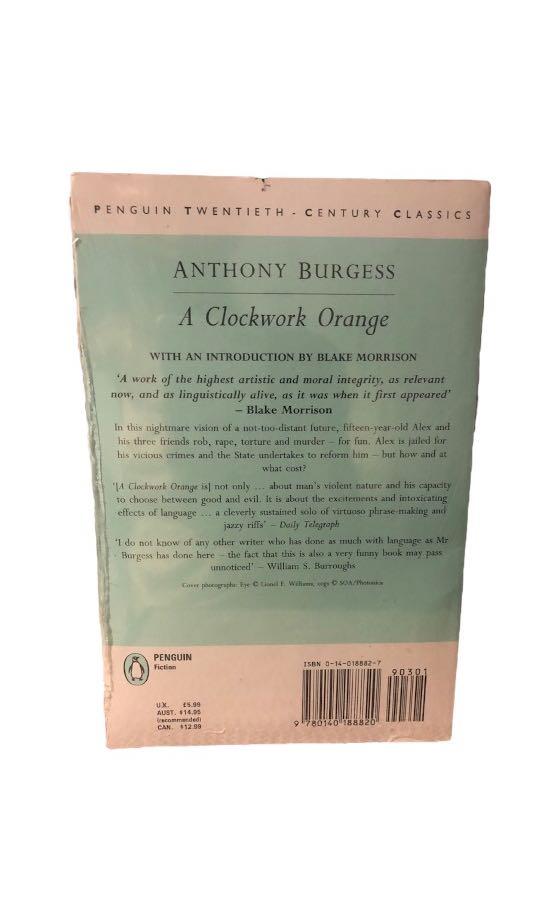 PENGUIN TWENTIETH-CENTURY CLASSICS
ANTHONY BURGESS
A Clockwork Orange
WITH AN INTRODUCTION BY BLAKE MORRISON
'A work of the highest artistic and moral integrity, as relevant
now, and as linguistically alive, as it was when it first appeared'
– Blake Morrison
In this nightmare vision of a not-too-distant future, fifteen-year-old Alex and
his three friends rob, rape, torture and murder – for fun. Alex is jailed for
his vicious crimes and the State undertakes to reform him – but how and at
what cost?
'[A Clockwork Orange is] not only ... about man's violent nature and his capacity
to choose between good and evil. It is about the excitements and intoxicating
effects of language ... a cleverly sustained solo of virtuoso phrase-making and
jazzy riffs' – Daily Telegraph
'I do not know of any other writer who has done as much with language as Mr
Burgess has done here – the fact that this is also a very funny book may pass
unnoticed' – William S. Burroughs
Cover photographs: Eye © Lionel F. Williams, cogs © SOA/Photonica
PENGUIN
Fiction
U.K. £5.99
AUST. $14.95
(recommended)
CAN. $12.99
ISBN 0-14-018882-7
90301
9 780140 188820